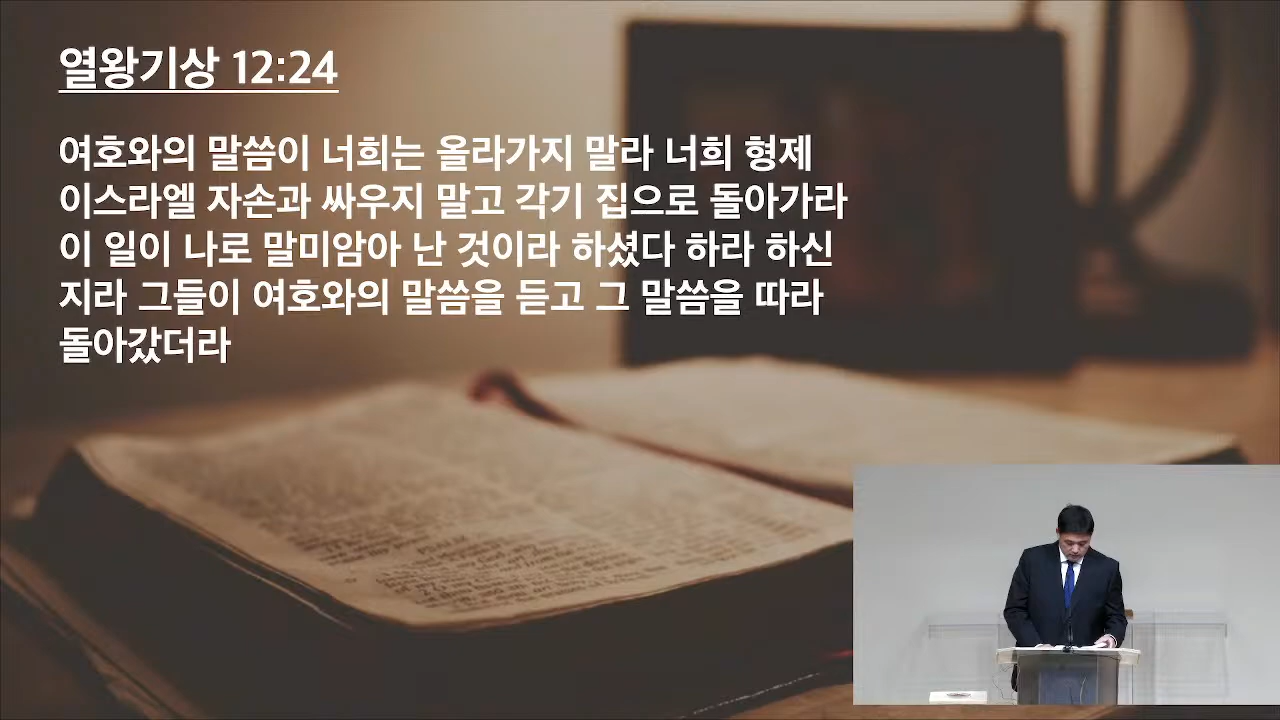 열왕기상 12:24
여호와의 말씀이 너희는 올라가지 말라 너희 형제
이스라엘 자손과 싸우지 말고 각기 집으로 돌아가라
이 일이 나로 말미암아 난 것이라 하셨다 하라 하신
지라 그들이 여호와의 말씀을 듣고 그 말씀을 따라
돌아갔더라